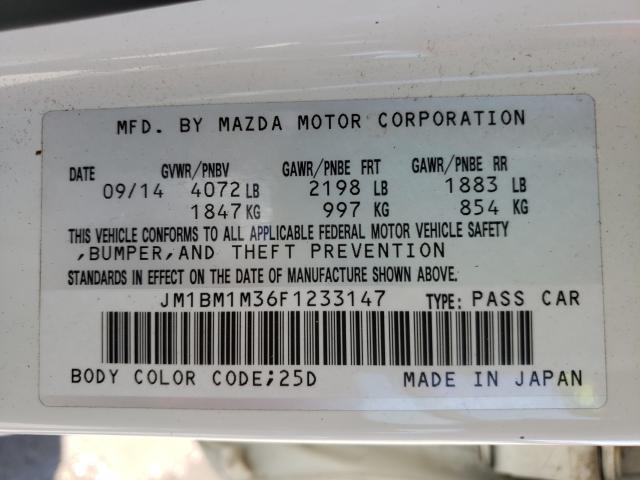 MFD. BY MAZDA MOTOR CORPORATION
DATE GVWR/PNBV GAWR/PNBE FRT GAWR/PNBE RR
09/14 4072 LB 2198 LB 1883 LB
1847 KG 997 KG 854 KG
THIS VEHICLE CONFORMS TO ALL APPLICABLE FEDERAL MOTOR VEHICLE SAFETY
,BUMPER,AND THEFT PREVENTION
STANDARDS IN EFFECT ON THE DATE OF MANUFACTURE SHOWN ABOVE.
JM1BM1M36F1233147 TYPE: PASS CAR
BODY COLOR CODE;25D MADE IN JAPAN